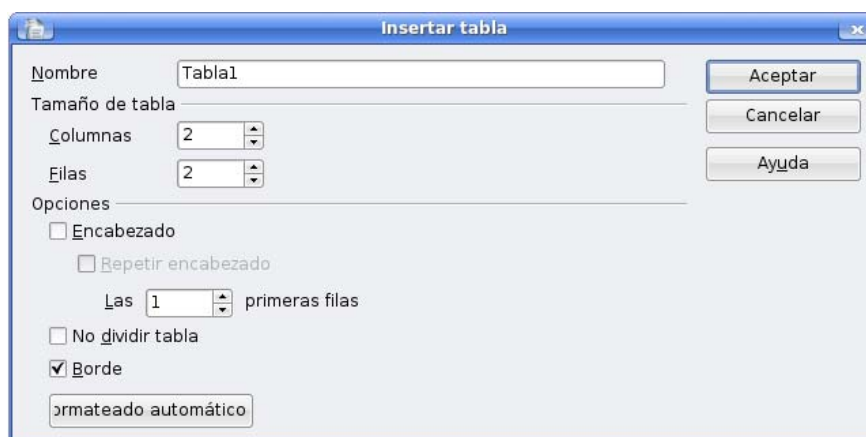 Insertar tabla
Nombre Tabla1
Aceptar
Tamaño de tabla
Cancelar
Columnas 2
Filas 2
Ayuda
Opciones
Encabezado
Repetir encabezado
Las 1 primeras filas
No dividir tabla
Borde
ormateado automático